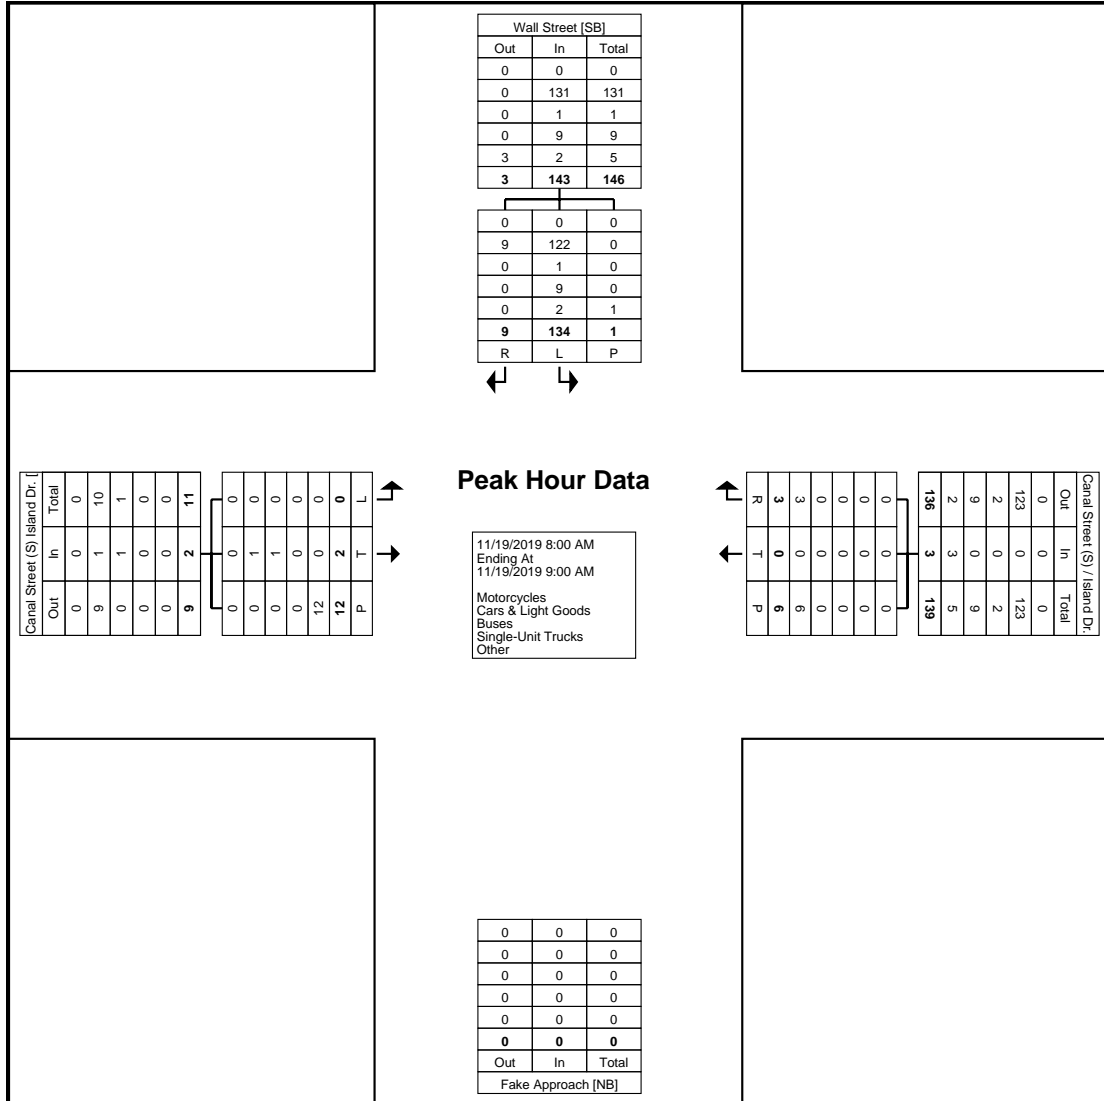 Wall Street [SB]
Out In Total
0 0 0
0 131 131
0 1 1
0 9 9
3 2 5
3 143 146
0 0 0
9 122 0
0 1 0
0 9 0
0 2 1
9 134 1
R L P
Canal Street (S) Island Dr. [
Out In Total
0 0 0
9 1 10
0 1 1
0 0 0
0 0 0
9 2 11
0 0 0
0 1 0
0 1 0
0 0 0
12 0 0
12 2 0
P T L
Peak Hour Data
11/19/2019 8:00 AM
Ending At
11/19/2019 9:00 AM
Motorcycles
Cars & Light Goods
Buses
Single-Unit Trucks
Other
R T P
3 0 6
3 0 6
0 0 0
0 0 0
0 0 0
0 0 0
136 3 139
2 3 5
9 0 9
2 0 2
123 0 123
0 0 0
Out In Total
Canal Street (S) / Island Dr.
0 0 0
0 0 0
0 0 0
0 0 0
0 0 0
0 0 0
Out In Total
Fake Approach [NB]